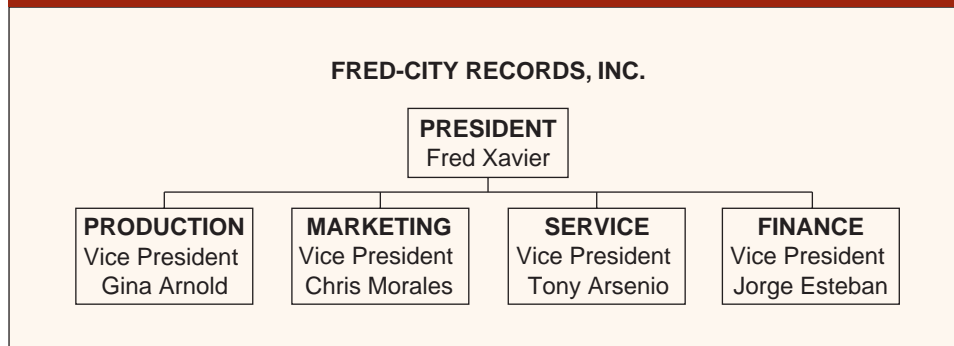 FRED-CITY RECORDS, INC.
PRESIDENT
Fred Xavier
PRODUCTION
Vice President
Gina Arnold
MARKETING
Vice President
Chris Morales
SERVICE
Vice President
Tony Arsenio
FINANCE
Vice President
Jorge Esteban